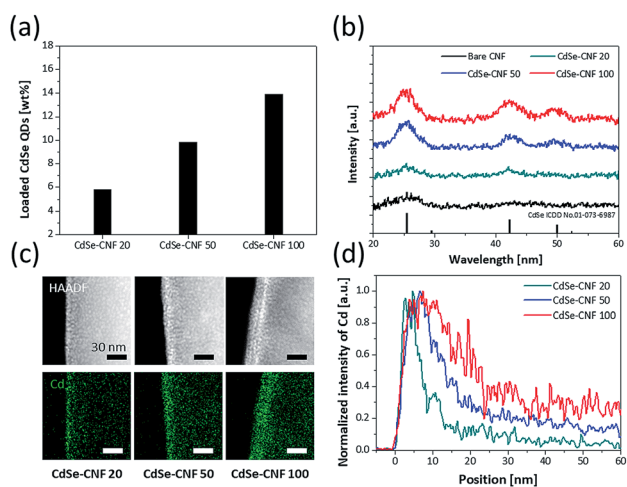 (a)
Loaded CdSe QDs [wt%]
18
16
14
12
10
8
6
4
2
CdSe-CNF 20
CdSe-CNF 50
CdSe-CNF 100
(b)
Bare CNF
CdSe-CNF 20
CdSe-CNF 50
CdSe-CNF 100
Intensity [a.u.]
CdSe ICDD No.01-073-6987
20
30
40
50
60
Wavelength [nm]
(c)
HAADF
30 nm
Cd
CdSe-CNF 20
CdSe-CNF 50
CdSe-CNF 100
(d)
Normalized intensity of Cd [a.u.]
1.0
0.8
0.6
0.4
0.2
0.0
CdSe-CNF 20
CdSe-CNF 50
CdSe-CNF 100
0
10
20
30
40
50
60
Position [nm]